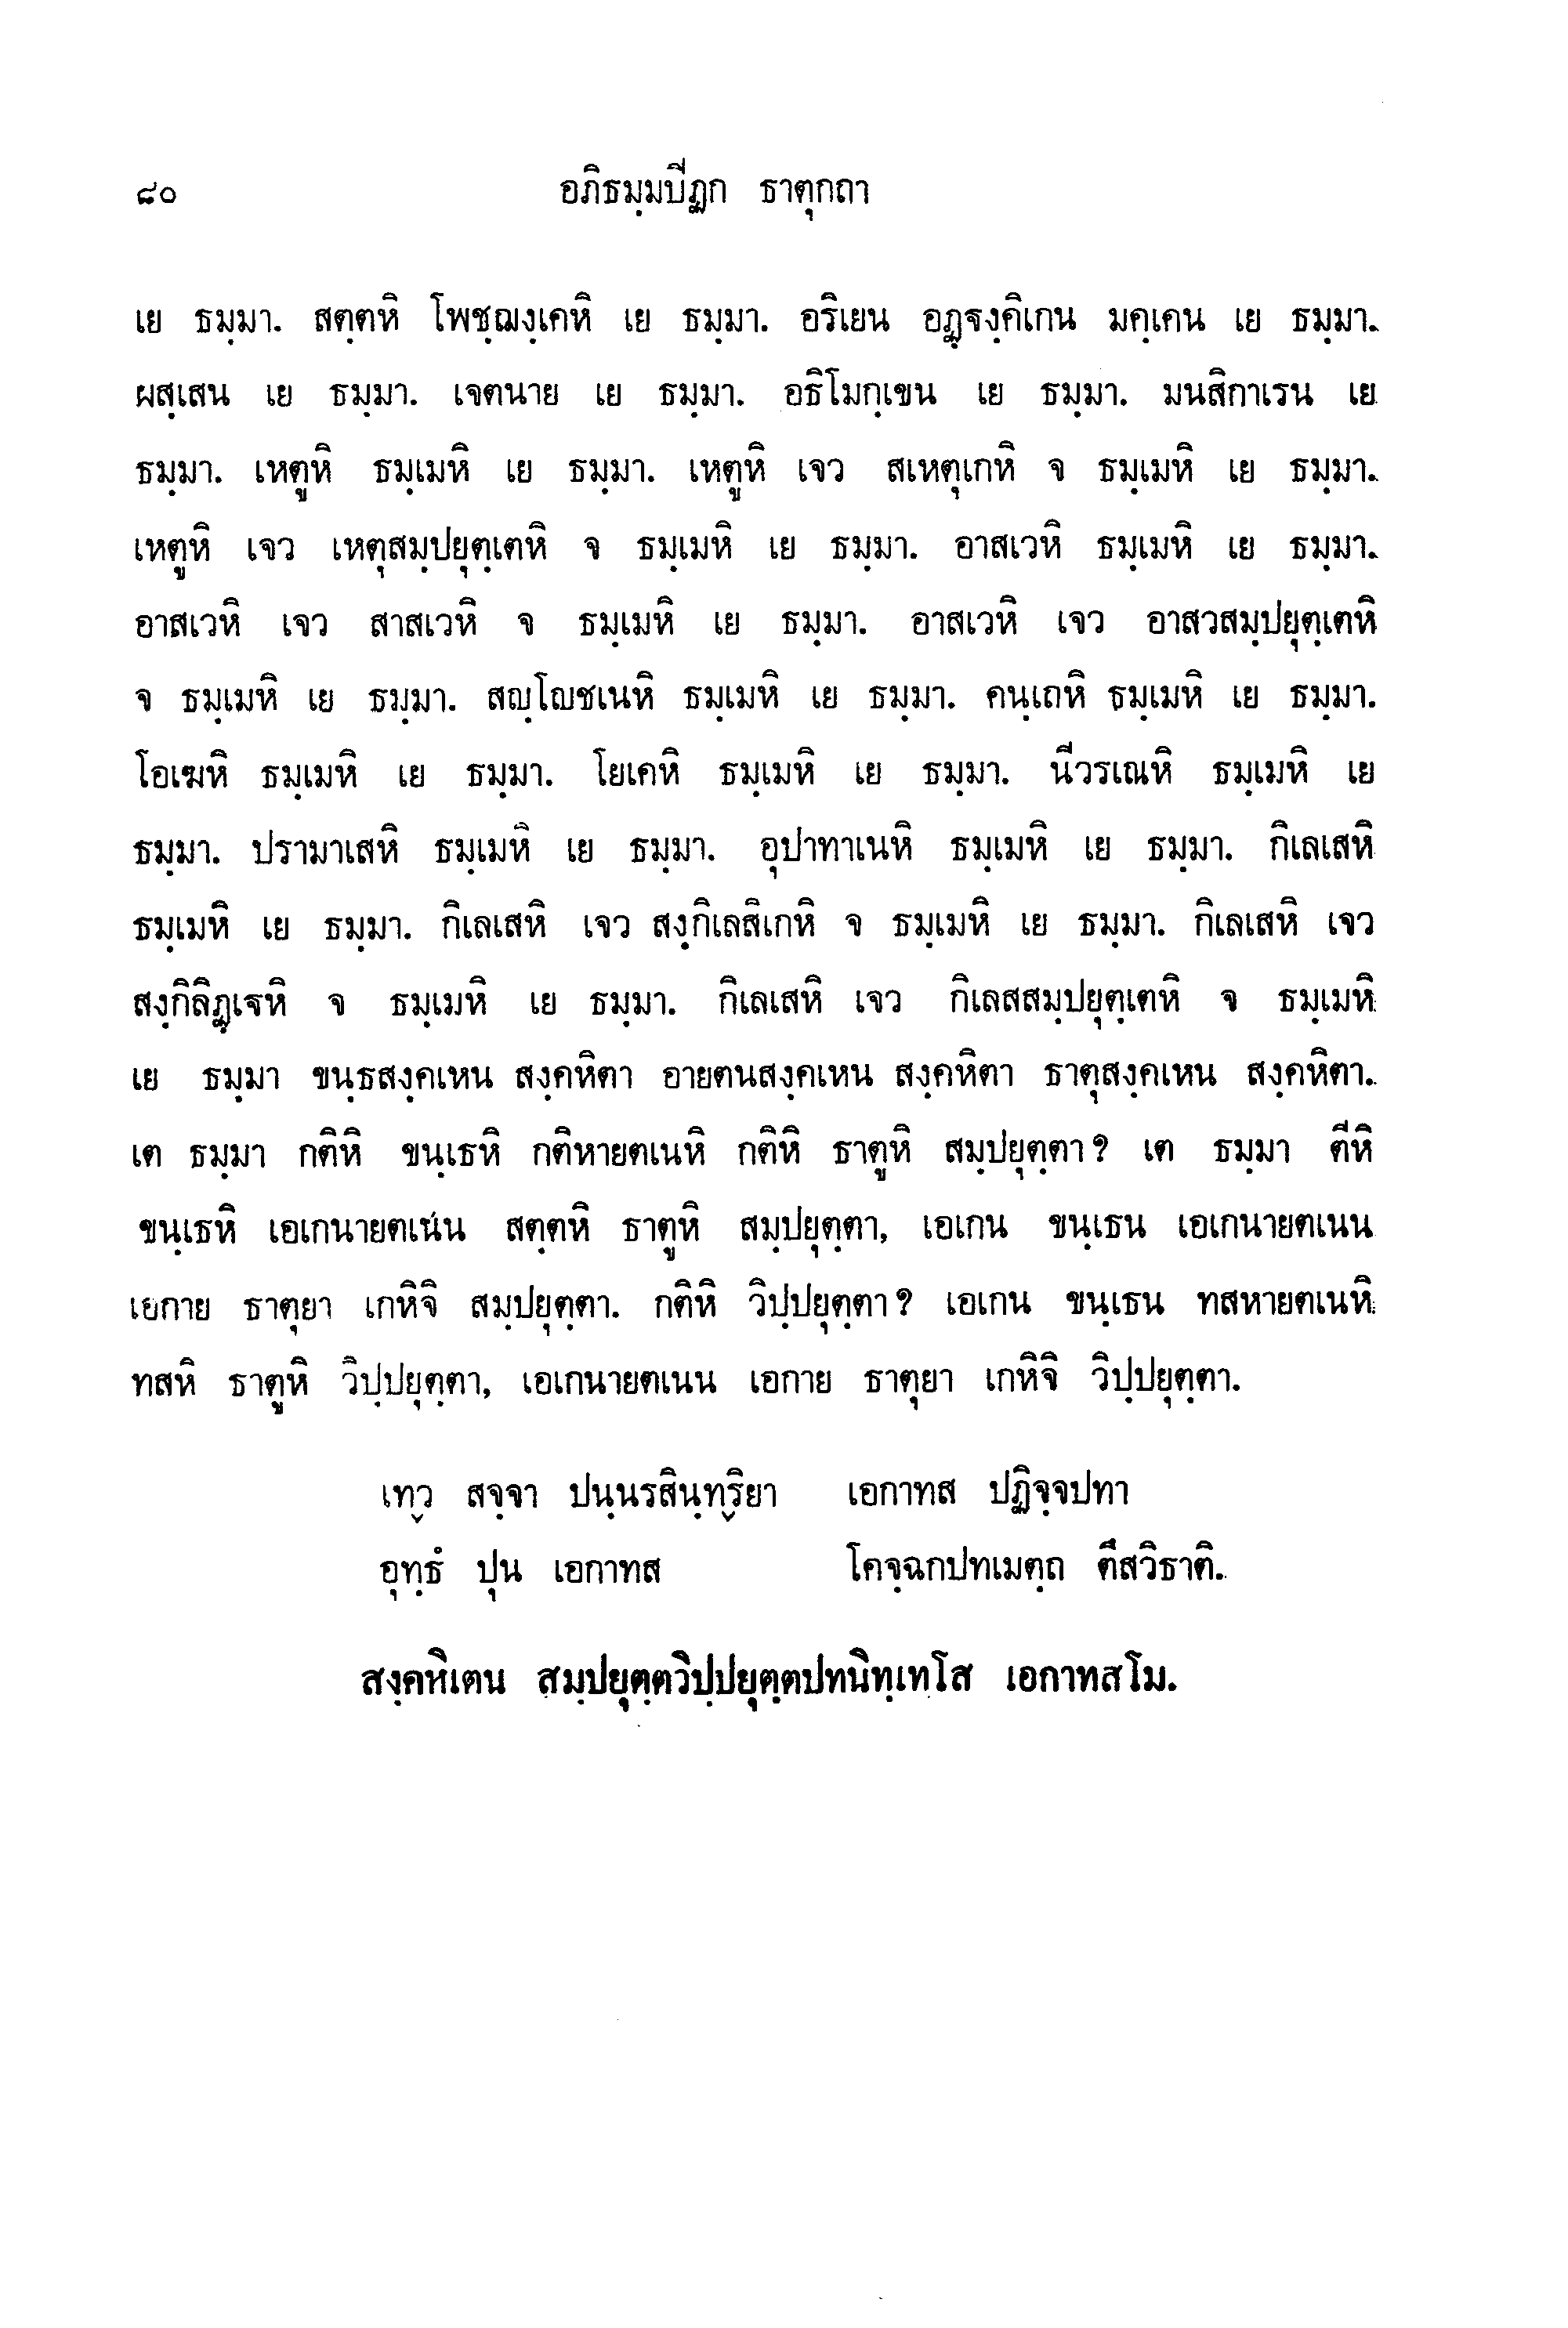 ๘๐ อภิธมฺมปีฏก ธาตุกถา
เย ธมฺมา. สตฺตหิ โพชฺฌงฺเคหิ เย ธมฺมา. อริเยน อฏฺฐงฺคิเกน มคฺเคน เย ธมฺมา.
ผสฺเสน เย ธมฺมา. เจตนาย เย ธมฺมา. อธิโมกฺเขน เย ธมฺมา. มนสิกาเรน เย
ธมฺมา. เหตูหิ ธมฺเมหิ เย ธมฺมา. เหตูหิ เจว สเหตุเกหิ จ ธมฺเมหิ เย ธมฺมา.
เหตูหิ เจว เหตุสมฺปยุตฺเตหิ จ ธมฺเมหิ เย ธมฺมา. อาสเวหิ ธมฺเมหิ เย ธมฺมา.
อาสเวหิ เจว สาสเวหิ จ ธมฺเมหิ เย ธมฺมา. อาสเวหิ เจว อาสวสมฺปยุตฺเตหิ
จ ธมฺเมหิ เย ธมฺมา. สญฺโญชเนหิ ธมฺเมหิ เย ธมฺมา. คนฺเถหิ ธมฺเมหิ เย ธมฺมา.
โอเฆหิ ธมฺเมหิ เย ธมฺมา. โยเคหิ ธมฺเมหิ เย ธมฺมา. นีวรเณหิ ธมฺเมหิ เย
ธมฺมา. ปรามาเสหิ ธมฺเมหิ เย ธมฺมา. อุปาทาเนหิ ธมฺเมหิ เย ธมฺมา. กิเลเสหิ
ธมฺเมหิ เย ธมฺมา. กิเลเสหิ เจว สงฺกิเลสิเกหิ จ ธมฺเมหิ เย ธมฺมา. กิเลเสหิ เจว
สงฺกิลิฏฺเฐหิ จ ธมฺเมหิ เย ธมฺมา. กิเลเสหิ เจว กิเลสสมฺปยุตฺเตหิ จ ธมฺเมหิ
เย ธมฺมา ขนฺธสงฺคเหน สงฺคหิตา อายตนสงฺคเหน สงฺคหิตา ธาตุสงฺคเหน สงฺคหิตา.
เต ธมฺมา กติหิ ขนฺเธหิ กติหายตเนหิ กติหิ ธาตูหิ สมฺปยุตฺตา? เต ธมฺมา ตีหิ
ขนฺเธหิ เอเกนายตเนน สตฺตหิ ธาตูหิ สมฺปยุตฺตา, เอเกน ขนฺเธน เอเกนายตเนน
เอกาย ธาตุยา เกหิจิ สมฺปยุตฺตา. กติหิ วิปฺปยุตฺตา? เอเกน ขนฺเธน ทสหายตเนหิ
ทสหิ ธาตูหิ วิปฺปยุตฺตา, เอเกนายตเนน เอกาย ธาตุยา เกหิจิ วิปฺปยุตฺตา.
เทฺว สจฺจา ปนฺนรสินฺทฺริยา เอกาทส ปฏิจฺจปทา
อุทฺธํ ปุน เอกาทส โคจฺฉกปทเมตฺถ ตึสวิธาติ.
สงฺคหิเตน สมฺปยุตฺตวิปฺปยุตฺตปทนิทฺเทโส เอกาทสโม.